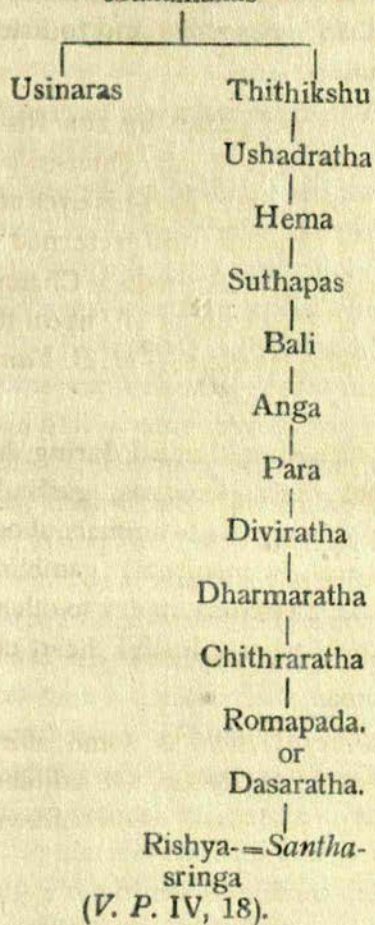 Usinaras Thithikshu
Ushadratha
Hema
Suthapas
Bali
Anga
Para
Diviratha
Dharmaratha
Chithraratha
Romapada.
or
Dasaratha.
Rishya-=Santha-
sringa
(V. P. IV, 18).